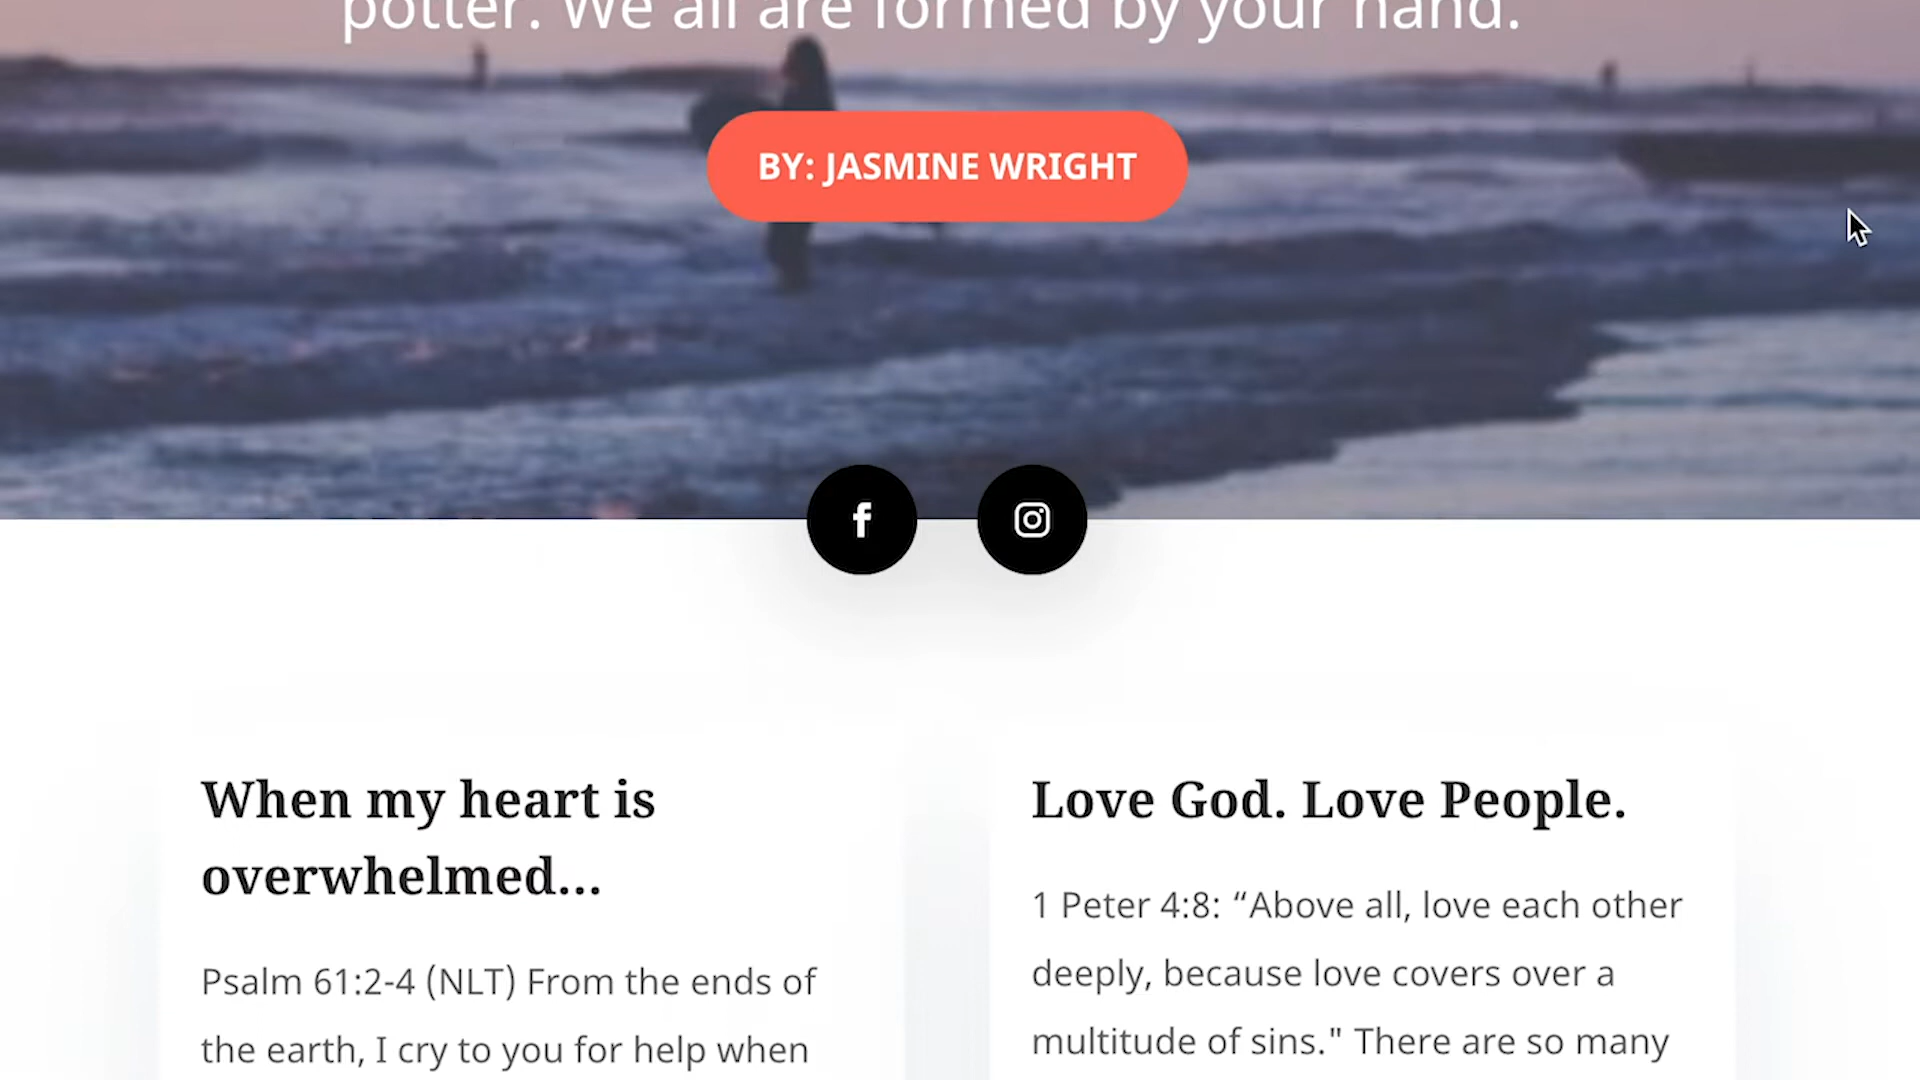 potter. We all are formed by your hand.
BY: JASMINE WRIGHT
When my heart is
overwhelmed...
Psalm 61:2-4 (NLT) From the ends of
the earth, I cry to you for help when
Love God. Love People.
1 Peter 4:8: “Above all, love each other
deeply, because love covers over a
multitude of sins." There are so many